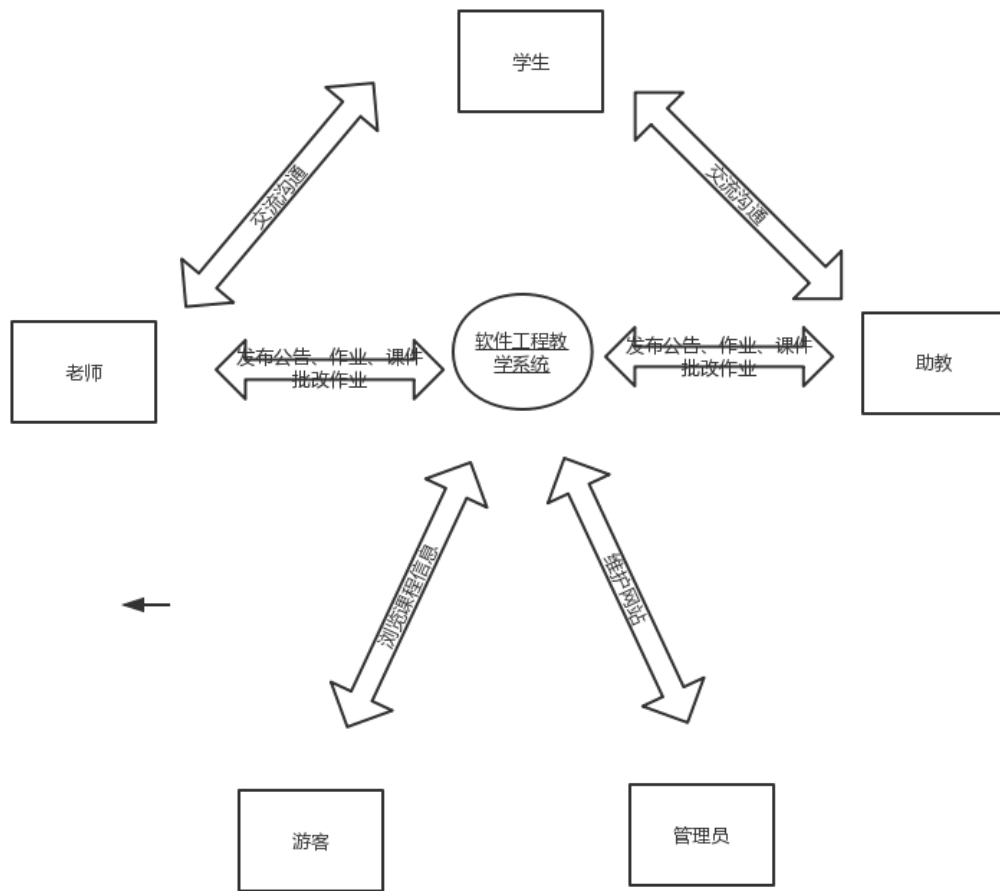 学生
交流沟通
交流沟通
老师
发布公告、作业、课件
批改作业
软件工程教
学系统
发布公告、作业、课件
批改作业
助教
浏览课程信息
维护网站
游客
管理员